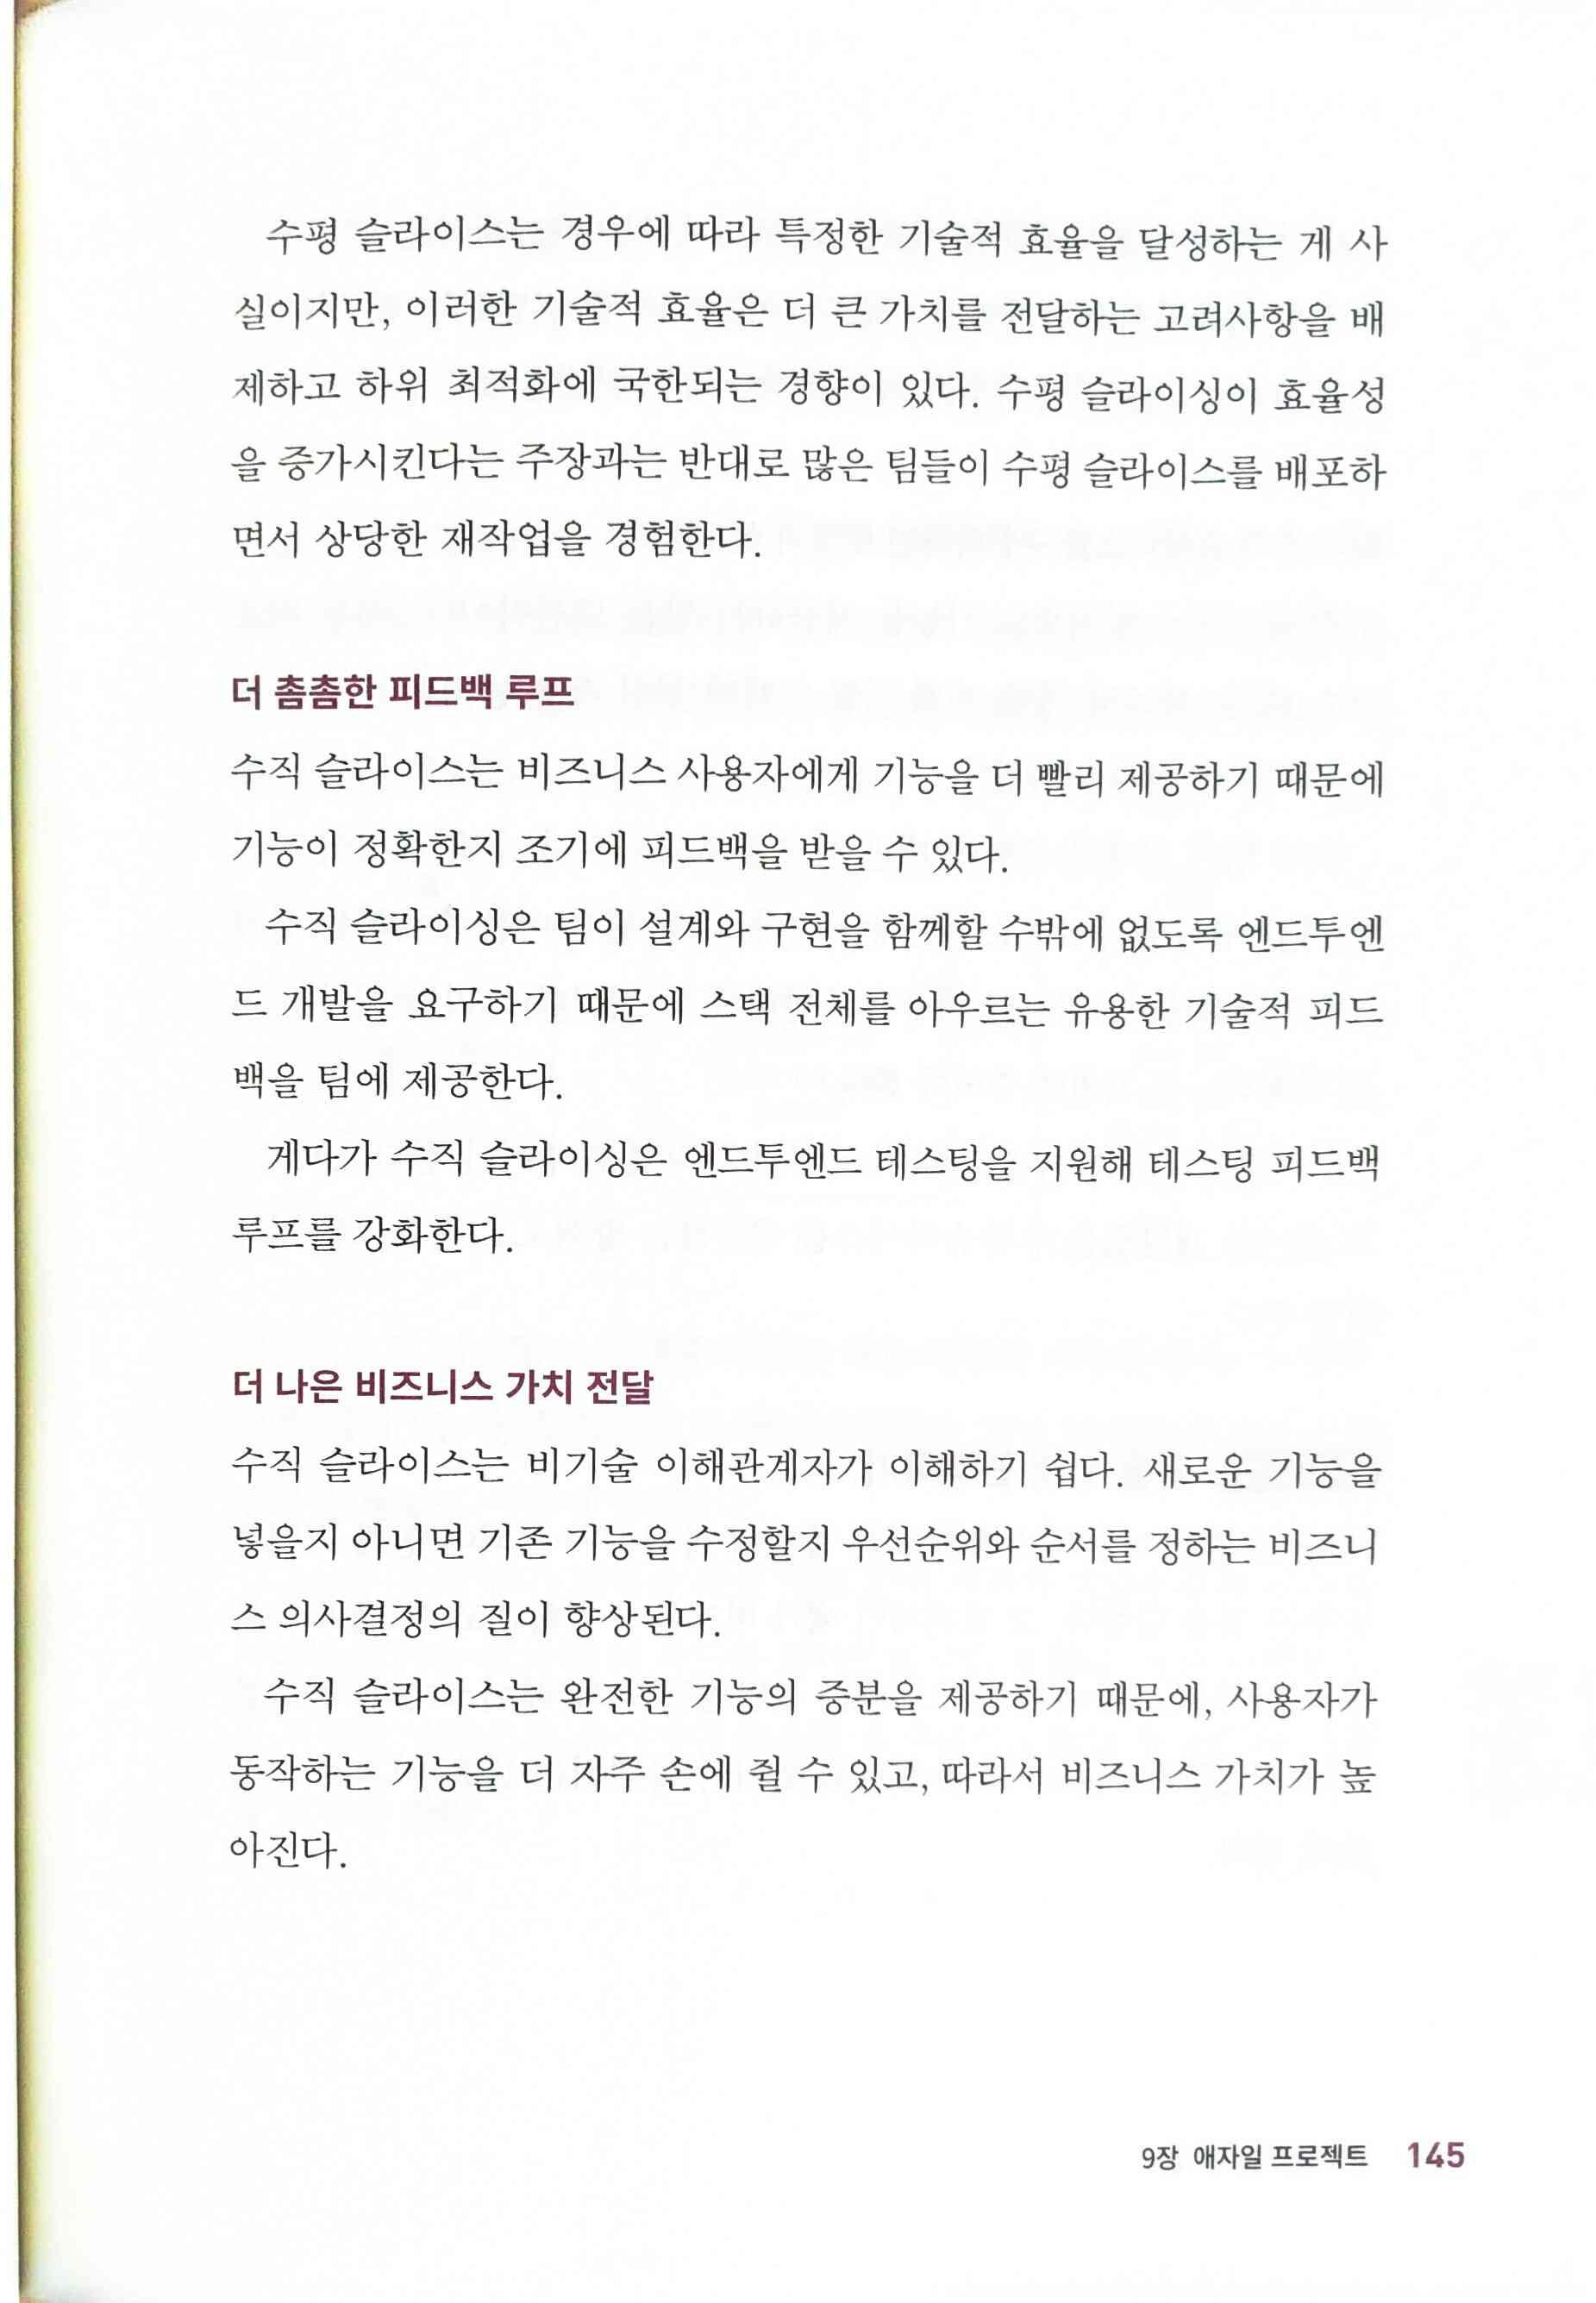 수평 슬라이스는 경우에 따라 특정한 기술적 효율을 달성하는 게 사
실이지만, 이러한 기술적 효율은 더 큰 가치를 전달하는 고려사항을 배
제하고 하위 최적화에 국한되는 경향이 있다. 수평 슬라이싱이 효율성
을 증가시킨다는 주장과는 반대로 많은 팀들이 수평 슬라이스를 배포하
면서 상당한 재작업을 경험한다.
더 촘촘한 피드백 루프
수직 슬라이스는 비즈니스 사용자에게 기능을 더 빨리 제공하기 때문에
기능이 정확한지 조기에 피드백을 받을 수 있다.
수직 슬라이싱은 팀이 설계와 구현을 함께할 수밖에 없도록 엔드투엔
드 개발을 요구하기 때문에 스택 전체를 아우르는 유용한 기술적 피드
백을 팀에 제공한다.
게다가 수직 슬라이싱은 엔드투엔드 테스팅을 지원해 테스팅 피드백
루프를 강화한다.
더 나은 비즈니스 가치 전달
수직 슬라이스는 비기술 이해관계자가 이해하기 쉽다. 새로운 기능을
넣을지 아니면 기존 기능을 수정할지 우선순위와 순서를 정하는 비즈니
스 의사결정의 질이 향상된다.
수직 슬라이스는 완전한 기능의 증분을 제공하기 때문에, 사용자가
동작하는 기능을 더 자주 손에 쥘 수 있고, 따라서 비즈니스 가치가 높
아진다.
9장 애자일 프로젝트 145